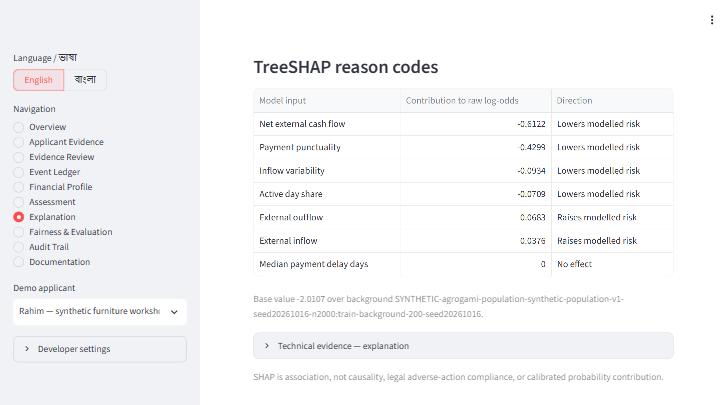 Language / ভাষা
English
বাংলা
Navigation
Overview
Applicant Evidence
Evidence Review
Event Ledger
Financial Profile
Assessment
Explanation
Fairness & Evaluation
Audit Trail
Documentation
Demo applicant
Rahim — synthetic furniture worksh
Developer settings
TreeSHAP reason codes
Model input Contribution to raw log-odds Direction
Net external cash flow -0.6122 Lowers modelled risk
Payment punctuality -0.4299 Lowers modelled risk
Inflow variability -0.0934 Lowers modelled risk
Active day share -0.0709 Lowers modelled risk
External outflow 0.0683 Raises modelled risk
External inflow 0.0376 Raises modelled risk
Median payment delay days 0 No effect
Base value -2.0107 over background SYNTHETIC-agrogami-population-synthetic-population-v1-
seed20261016-n2000:train-background-200-seed20261016.
Technical evidence — explanation
SHAP is association, not causality, legal adverse-action compliance, or calibrated probability contribution.